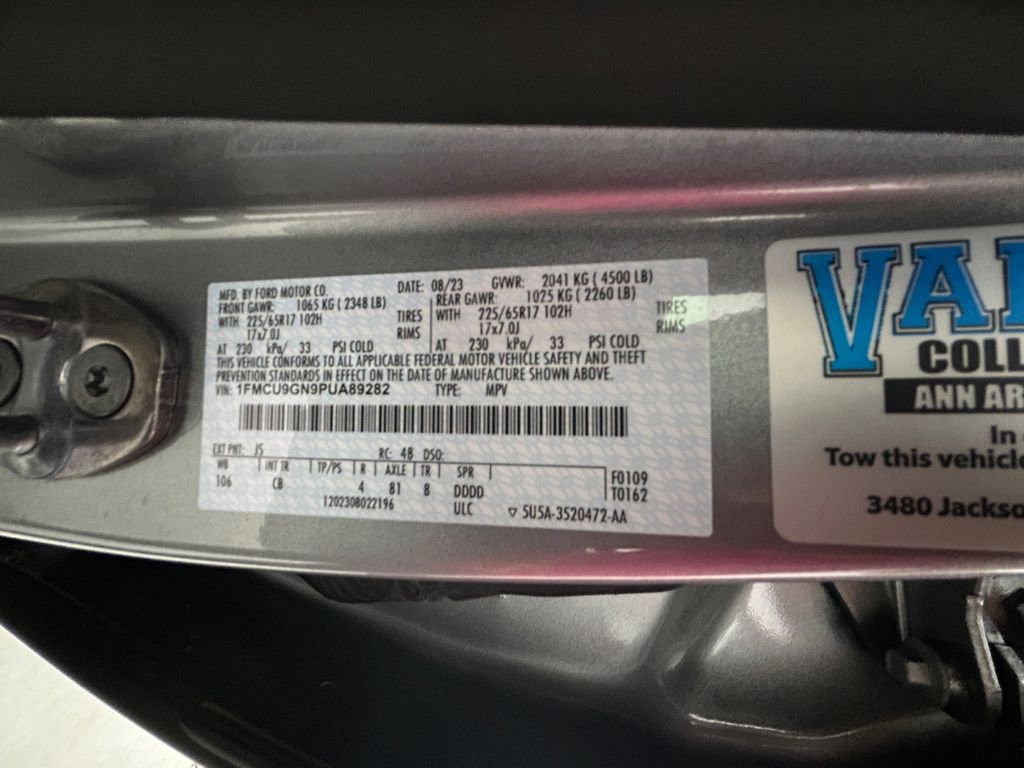 MFD. BY FORD MOTOR CO. DATE: 08/23 GVWR: 2041 KG ( 4500 LB)
FRONT GAWR: 1065 KG ( 2348 LB) REAR GAWR: 1025 KG ( 2260 LB)
WITH 225/65R17 102H TIRES WITH 225/65R17 102H TIRES
17x7.0J RIMS 17x7.0J RIMS
AT 230 kPa/ 33 PSI COLD AT 230 kPa/ 33 PSI COLD
THIS VEHICLE CONFORMS TO ALL APPLICABLE FEDERAL MOTOR VEHICLE SAFETY AND THEFT
PREVENTION STANDARDS IN EFFECT ON THE DATE OF MANUFACTURE SHOWN ABOVE.
VIN: 1FMCU9GN9PUA89282 TYPE: MPV
EXT PNT: JS RC: 48 DSO:
WB INT TR TP/PS R AXLE TR SPR
106 CB 4 81 8 DDDD
F0109
T0162
1202308022196 ULC ▽ 5U5A-3520472-AA
VA
COLL
ANN AR
In
Tow this vehicle
3480 Jackso